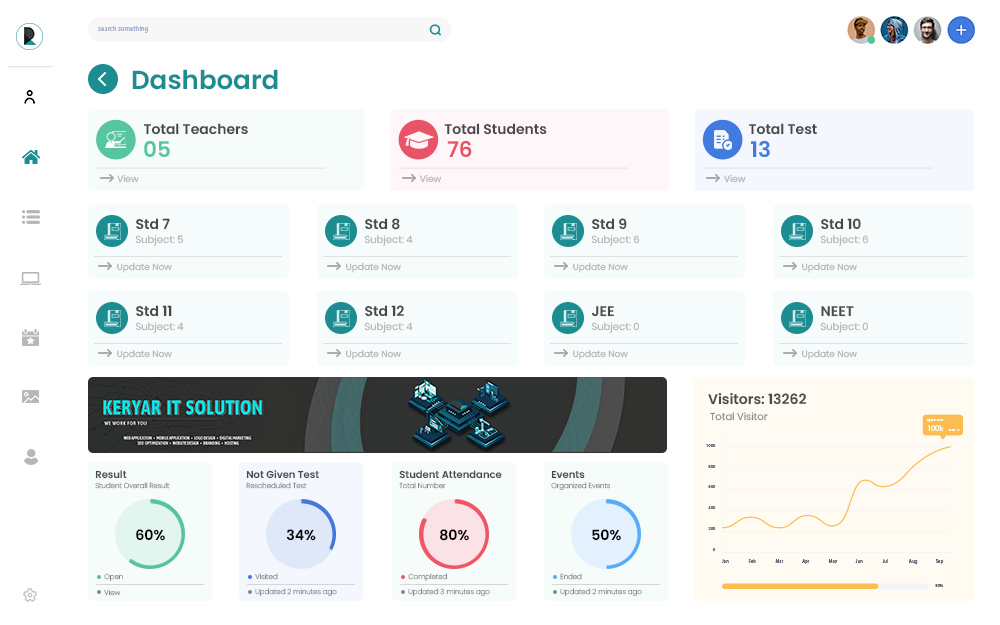 search something
Dashboard
Total Teachers
05
View
Total Students
76
View
Total Test
13
View
Std 7
Subject: 5
Update Now
Std 8
Subject: 4
Update Now
Std 9
Subject: 6
Update Now
Std 10
Subject: 6
Update Now
Std 11
Subject: 4
Update Now
Std 12
Subject: 4
Update Now
JEE
Subject: 0
Update Now
NEET
Subject: 0
Update Now
KERYAR IT SOLUTION
WE WORK FOR YOU
WEB APPLICATION • MOBILE APPLICATION • LOGO DESIGN • DIGITAL MARKETING
SEO OPTIMIZATION • WEBSITE DESIGN • BRANDING • HOSTING
Visitors: 13262
Total Visitor
100k
1000
800
600
400
200
0
Jan
Feb
Mar
Apr
May
Jun
Jul
Aug
Sep
Result
Student Overall Result
60%
Open
View
Not Given Test
Rescheduled Test
34%
Visited
Updated 2 minutes ago
Student Attendance
Total Number
80%
Completed
Updated 3 minutes ago
Events
Organized Events
50%
Ended
Updated 2 minutes ago